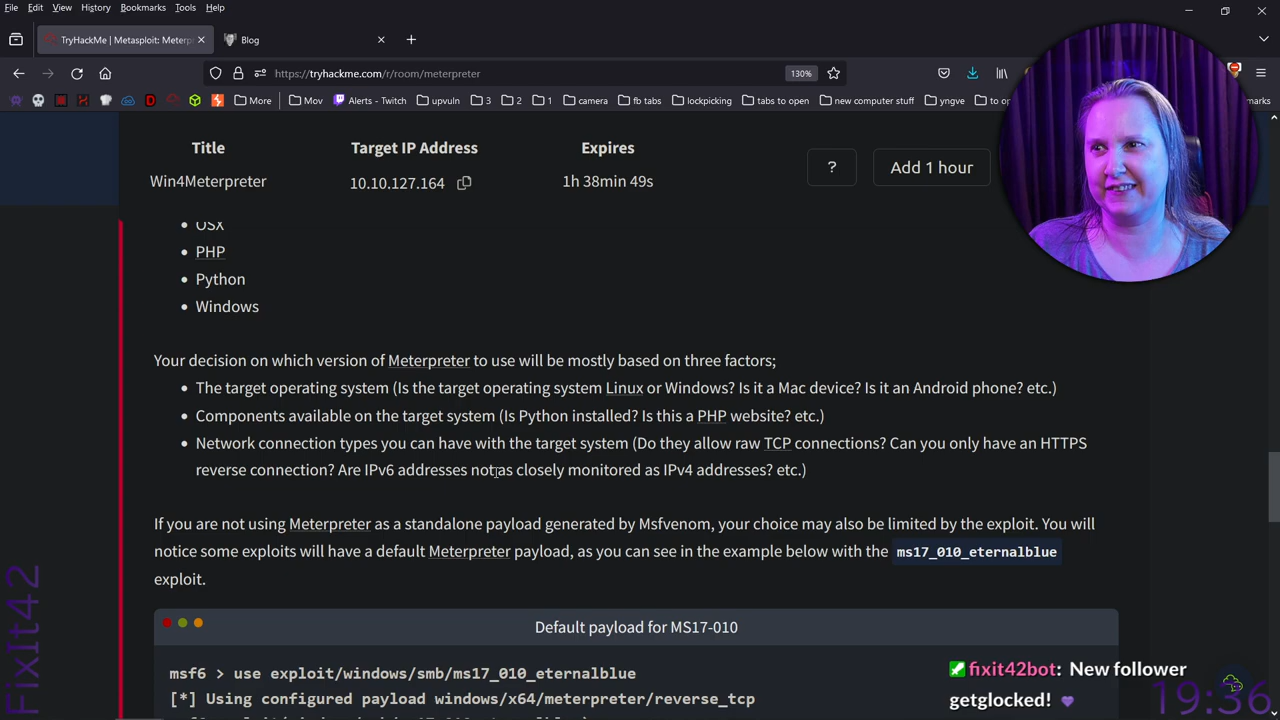 File Edit View History Bookmarks Tools Help
TryHackMe | Metasploit: Meterpr
Blog
https://tryhackme.com/r/room/meterpreter
130%
More
Mov
Alerts - Twitch
upvuln
3
2
1
camera
fb tabs
lockpicking
tabs to open
new computer stuff
yngve
to o
marks
Title
Target IP Address
Expires
Win4Meterpreter
10.10.127.164
1h 38min 49s
?
Add 1 hour
OSX
PHP
Python
Windows
Your decision on which version of Meterpreter to use will be mostly based on three factors;
The target operating system (Is the target operating system Linux or Windows? Is it a Mac device? Is it an Android phone? etc.)
Components available on the target system (Is Python installed? Is this a PHP website? etc.)
Network connection types you can have with the target system (Do they allow raw TCP connections? Can you only have an HTTPS
reverse connection? Are IPv6 addresses not as closely monitored as IPv4 addresses? etc.)
If you are not using Meterpreter as a standalone payload generated by Msfvenom, your choice may also be limited by the exploit. You will
notice some exploits will have a default Meterpreter payload, as you can see in the example below with the ms17_010_eternalblue
exploit.
Default payload for MS17-010
msf6 > use exploit/windows/smb/ms17_010_eternalblue
[*] Using configured payload windows/x64/meterpreter/reverse_tcp
fixit42bot: New follower
getglocked!
19:36
FixIt42